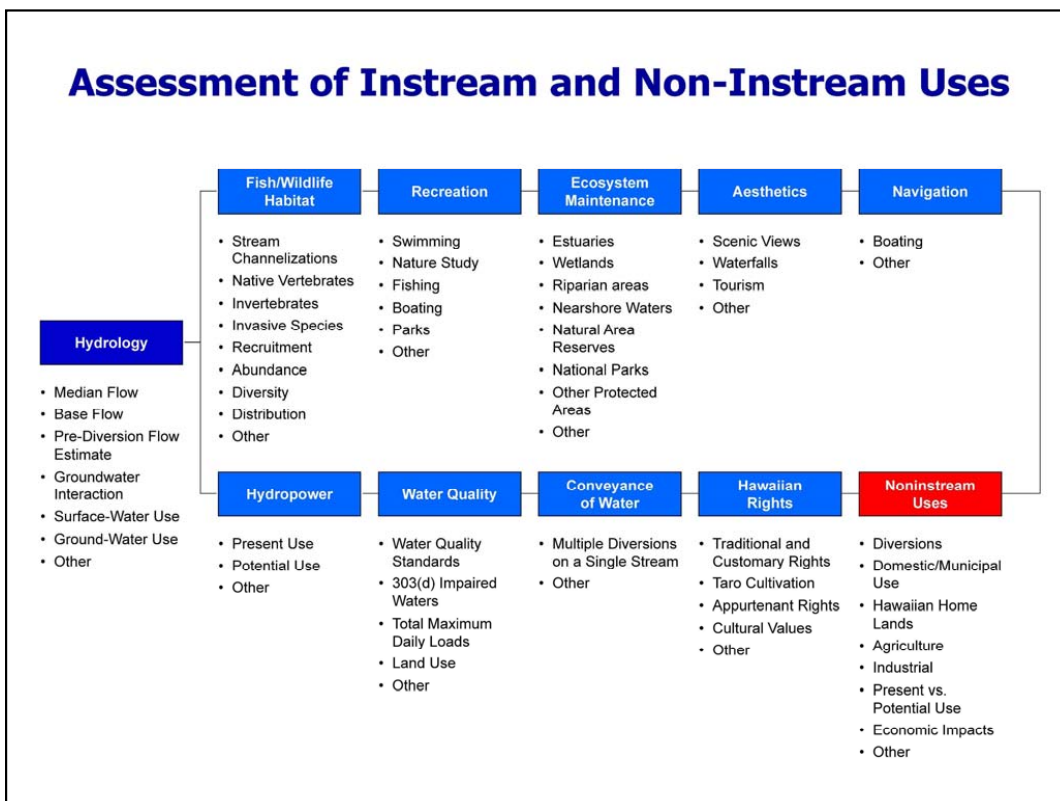 Assessment of Instream and Non-Instream Uses
Hydrology
• Median Flow
• Base Flow
• Pre-Diversion Flow
Estimate
• Groundwater
Interaction
• Surface-Water Use
• Ground-Water Use
• Other
Fish/Wildlife
Habitat
• Stream
Channelizations
• Native Vertebrates
• Invertebrates
• Invasive Species
• Recruitment
• Abundance
• Diversity
• Distribution
• Other
Recreation
• Swimming
• Nature Study
• Fishing
• Boating
• Parks
• Other
Ecosystem
Maintenance
• Estuaries
• Wetlands
• Riparian areas
• Nearshore Waters
• Natural Area
Reserves
• National Parks
• Other Protected
Areas
• Other
Aesthetics
• Scenic Views
• Waterfalls
• Tourism
• Other
Navigation
• Boating
• Other
Hydropower
• Present Use
• Potential Use
• Other
Water Quality
• Water Quality
Standards
• 303(d) Impaired
Waters
• Total Maximum
Daily Loads
• Land Use
• Other
Conveyance
of Water
• Multiple Diversions
on a Single Stream
• Other
Hawaiian
Rights
• Traditional and
Customary Rights
• Taro Cultivation
• Appurtenant Rights
• Cultural Values
• Other
Noninstream
Uses
• Diversions
• Domestic/Municipal
Use
• Hawaiian Home
Lands
• Agriculture
• Industrial
• Present vs.
Potential Use
• Economic Impacts
• Other